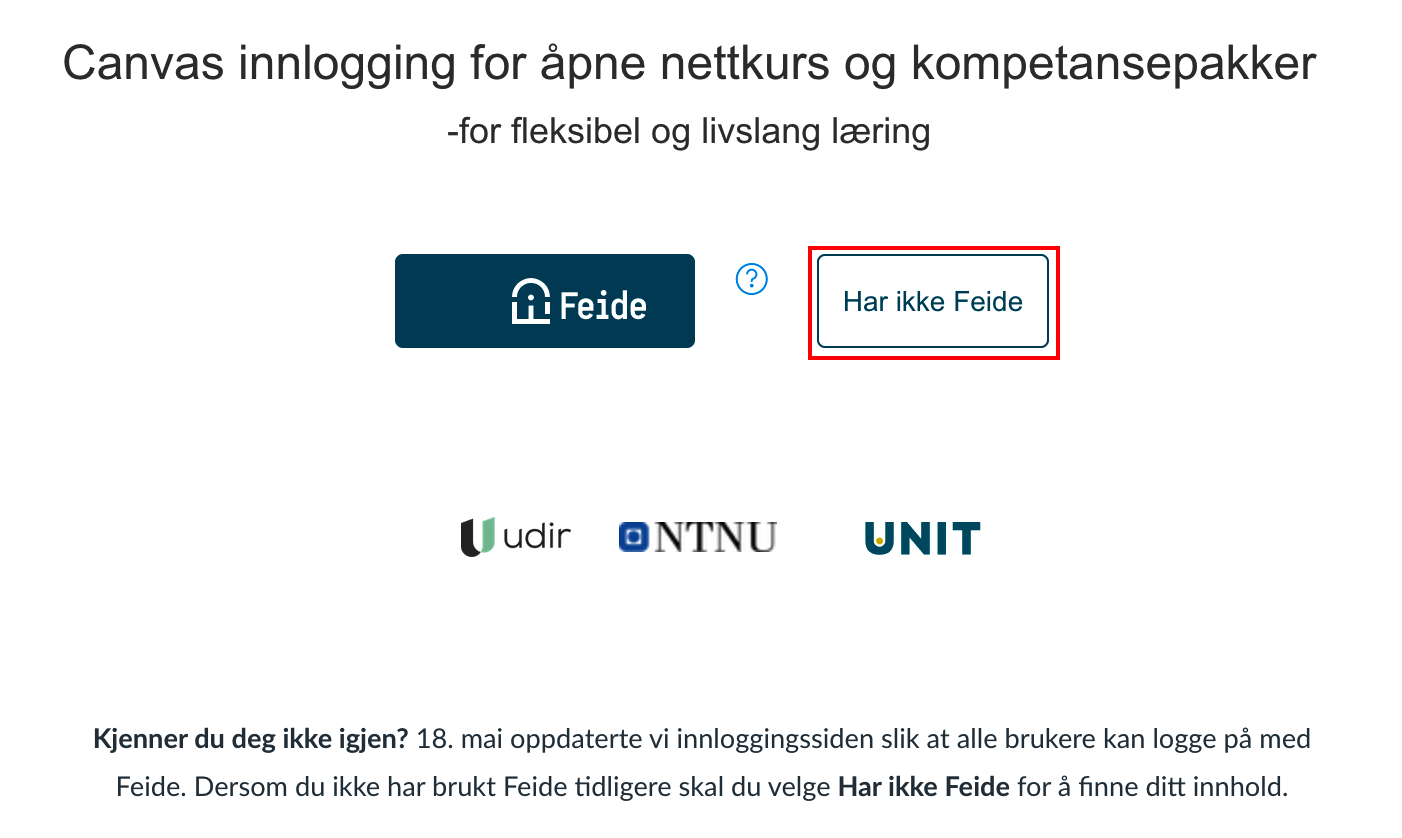 Canvas innlogging for åpne nettkurs og kompetansepakker
-for fleksibel og livslang læring
Feide
?
Har ikke Feide
udir
NTNU
UNIT
Kjenner du deg ikke igjen? 18. mai oppdaterte vi innloggingssiden slik at alle brukere kan logge på med
Feide. Dersom du ikke har brukt Feide tidligere skal du velge Har ikke Feide for å finne ditt innhold.